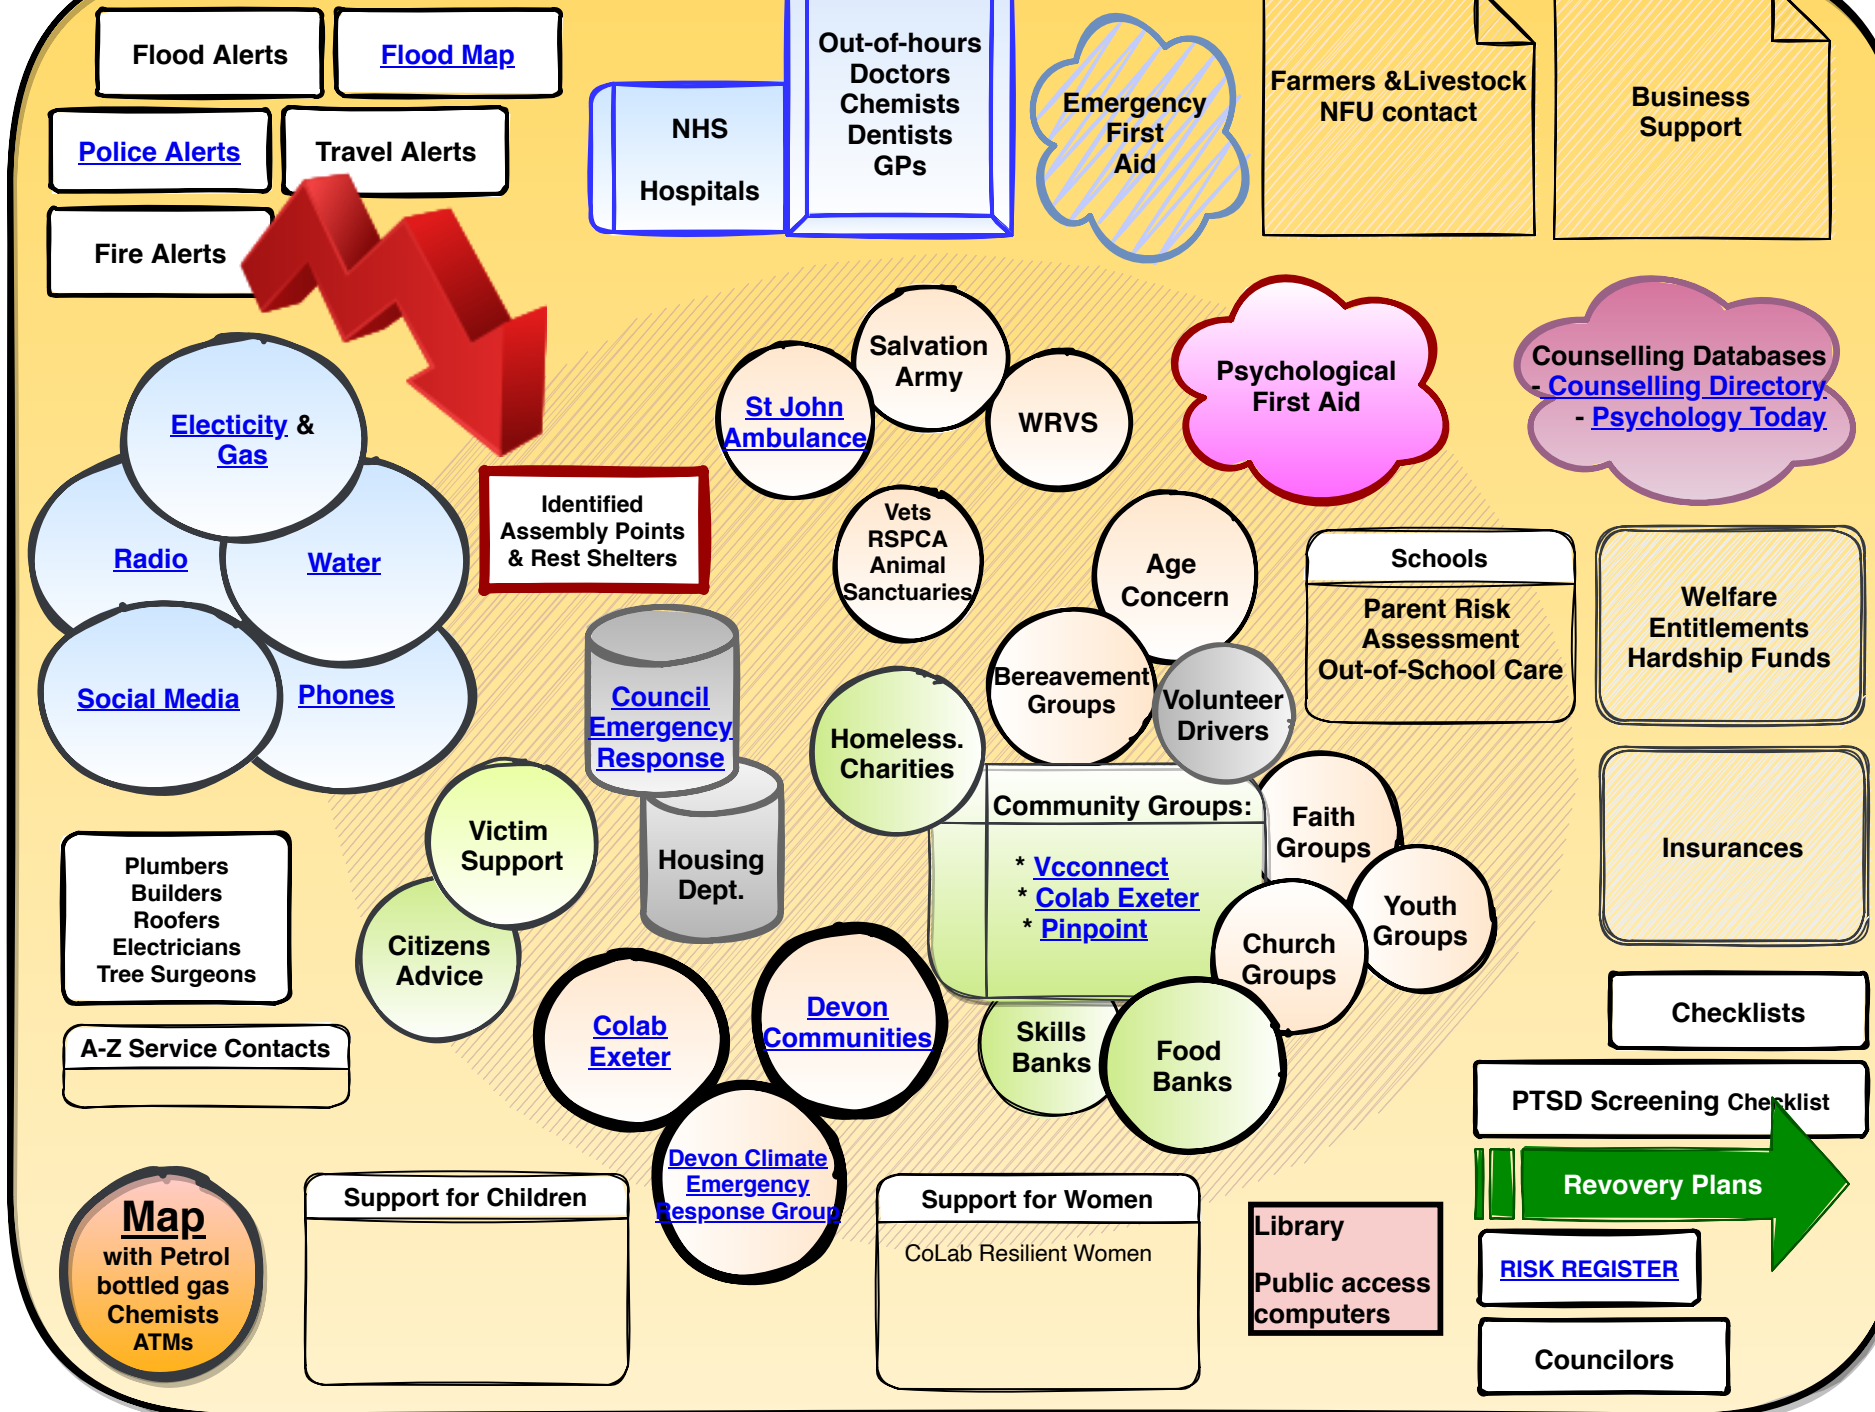 Flood Alerts
Flood Map
Police Alerts
Travel Alerts
Fire Alerts
NHS
Hospitals
Out-of-hours
Doctors
Chemists
Dentists
GPs
Emergency
First
Aid
Farmers &Livestock
NFU contact
Business
Support
Electicity &
Gas
Radio
Water
Social Media
Phones
Identified
Assembly Points
& Rest Shelters
St John
Ambulance
Salvation
Army
WRVS
Psychological
First Aid
Counselling Databases
- Counselling Directory
- Psychology Today
Vets
RSPCA
Animal
Sanctuaries
Age
Concern
Bereavement
Groups
Volunteer
Drivers
Schools
Parent Risk
Assessment
Out-of-School Care
Welfare
Entitlements
Hardship Funds
Council
Emergency
Response
Housing
Dept.
Homeless.
Charities
Community Groups:
* Vcconnect
* Colab Exeter
* Pinpoint
Faith
Groups
Youth
Groups
Church
Groups
Insurances
Victim
Support
Citizens
Advice
Plumbers
Builders
Roofers
Electricians
Tree Surgeons
A-Z Service Contacts
Colab
Exeter
Devon
Communities
Devon Climate
Emergency
Response Group
Skills
Banks
Food
Banks
Checklists
PTSD Screening Checklist
Revovery Plans
RISK REGISTER
Councilors
Map
with Petrol
bottled gas
Chemists
ATMs
Support for Children
Support for Women
CoLab Resilient Women
Library
Public access
computers